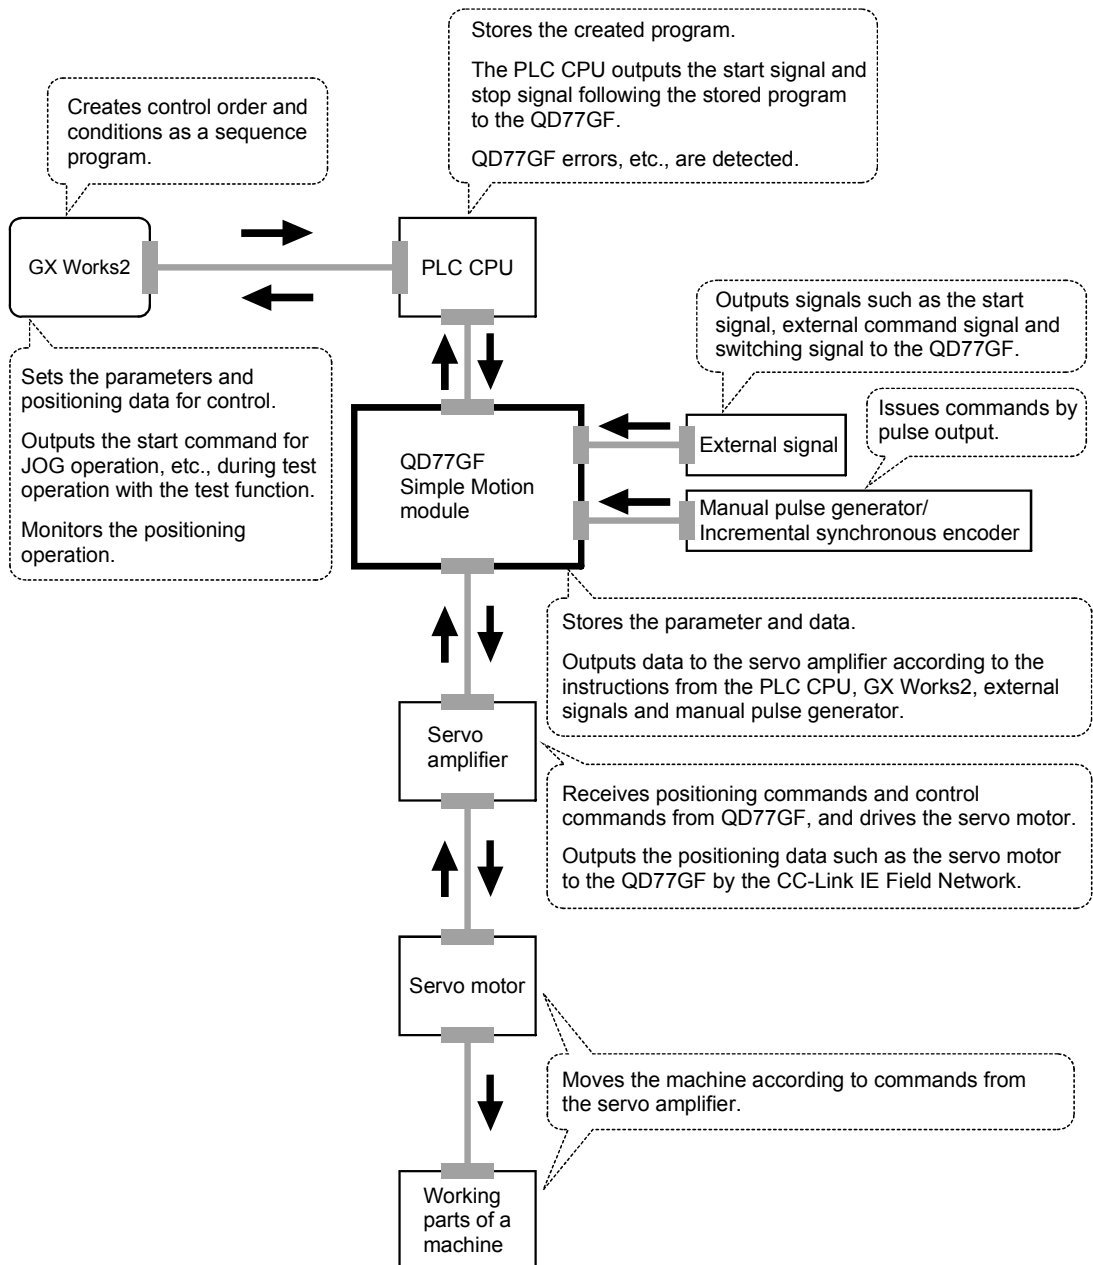 Stores the created program.
The PLC CPU outputs the start signal and
stop signal following the stored program
to the QD77GF.
QD77GF errors, etc., are detected.
Creates control order and
conditions as a sequence
program.
GX Works2
PLC CPU
Outputs signals such as the start
signal, external command signal and
switching signal to the QD77GF.
Sets the parameters and
positioning data for control.
Outputs the start command for
JOG operation, etc., during test
operation with the test function.
Monitors the positioning
operation.
Issues commands by
pulse output.
QD77GF
Simple Motion
module
External signal
Manual pulse generator/
Incremental synchronous encoder
Stores the parameter and data.
Outputs data to the servo amplifier according to the
instructions from the PLC CPU, GX Works2, external
signals and manual pulse generator.
Servo
amplifier
Receives positioning commands and control
commands from QD77GF, and drives the servo motor.
Outputs the positioning data such as the servo motor
to the QD77GF by the CC-Link IE Field Network.
Servo motor
Moves the machine according to commands from
the servo amplifier.
Working
parts of a
machine